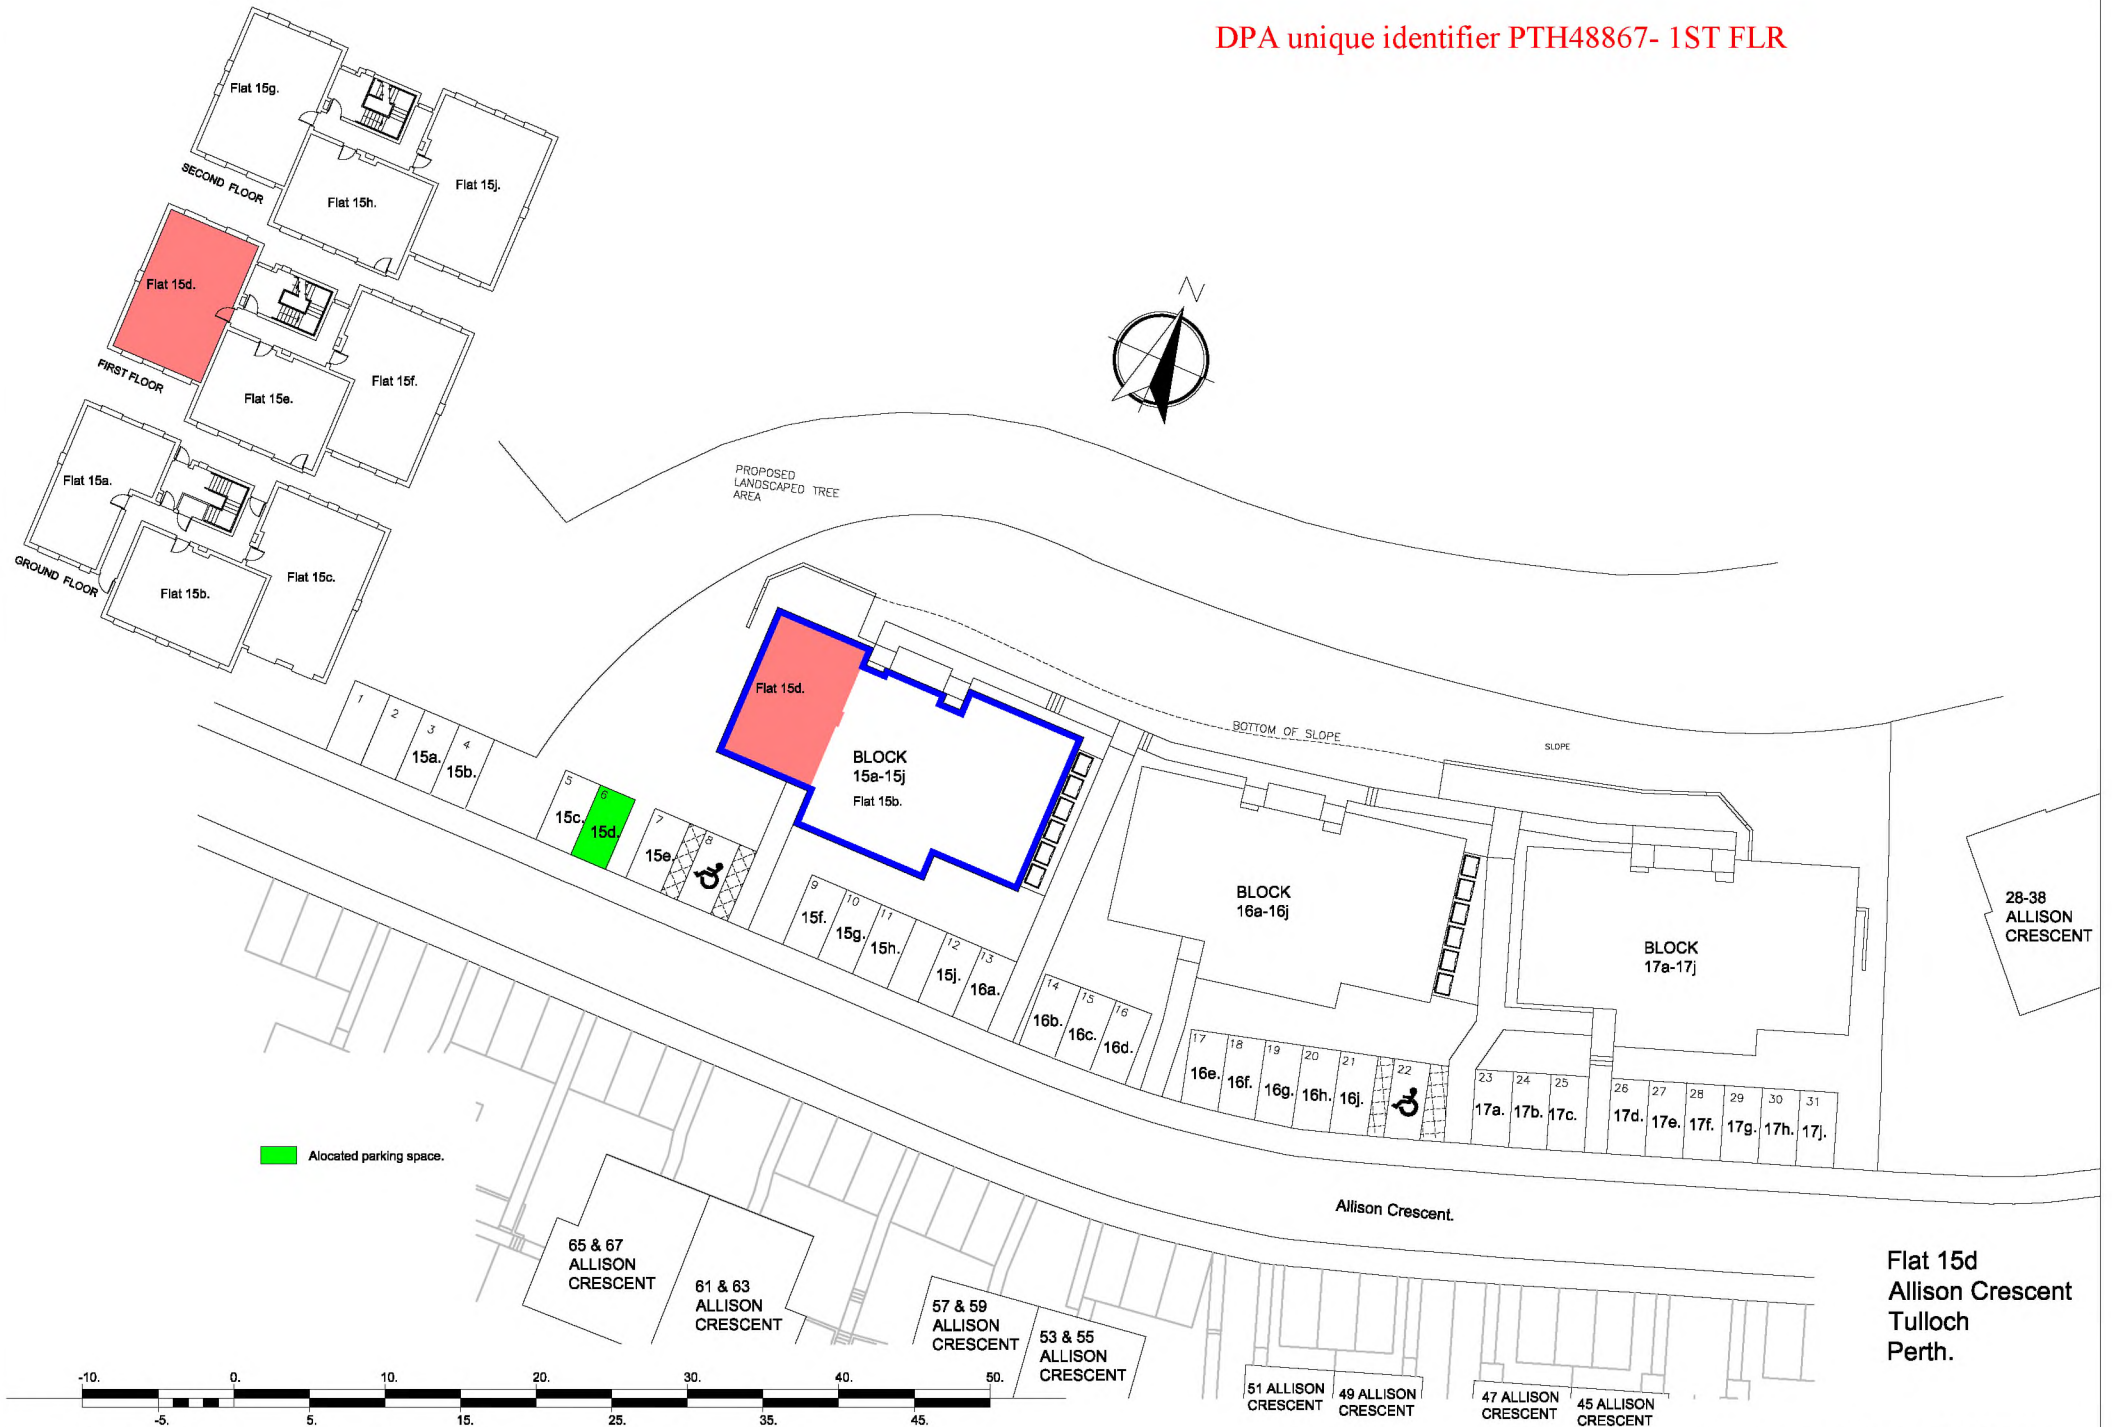 DPA unique identifier PTH48867- 1ST FLR
Flat 15g.
Flat 15j.
Flat 15h.
SECOND FLOOR
Flat 15d.
Flat 15f.
Flat 15e.
FIRST FLOOR
Flat 15a.
Flat 15c.
Flat 15b.
GROUND FLOOR
N
PROPOSED
LANDSCAPED TREE
AREA
BOTTOM OF SLOPE
SLOPE
Flat 15d.
BLOCK
15a-15j
Flat 15b.
BLOCK
16a-16j
BLOCK
17a-17j
28-38
ALLISON
CRESCENT
1
2
3
15a.
4
15b.
5
15c.
6
15d.
7
15e.
8
9
15f.
10
15g.
11
15h.
12
15j.
13
16a.
14
16b.
15
16c.
16
16d.
17
16e.
18
16f.
19
16g.
20
16h.
21
16j.
22
23
17a.
24
17b.
25
17c.
26
17d.
27
17e.
28
17f.
29
17g.
30
17h.
31
17j.
Alocated parking space.
Allison Crescent.
65 & 67
ALLISON
CRESCENT
61 & 63
ALLISON
CRESCENT
57 & 59
ALLISON
CRESCENT
53 & 55
ALLISON
CRESCENT
51 ALLISON
CRESCENT
49 ALLISON
CRESCENT
47 ALLISON
CRESCENT
45 ALLISON
CRESCENT
Flat 15d
Allison Crescent
Tulloch
Perth.
-10. 0. 10. 20. 30. 40. 50.
-5. 5. 15. 25. 35. 45.